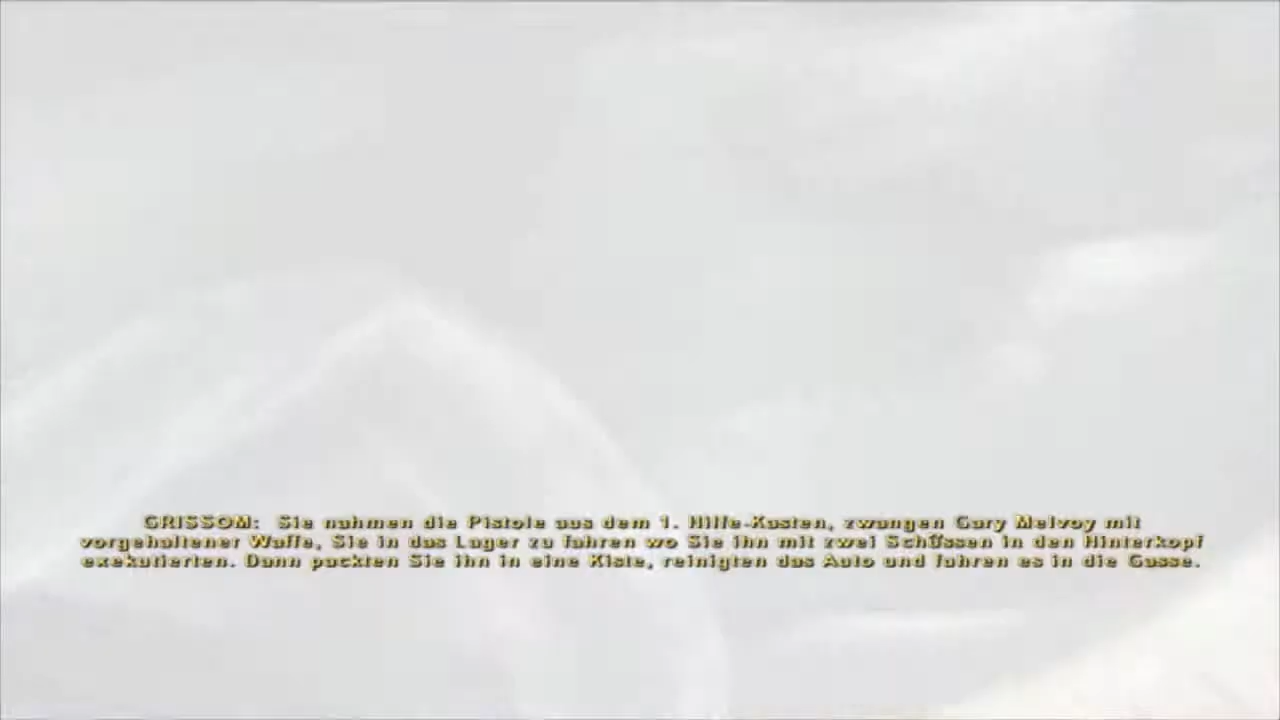 GRISSOM: Sie nahmen die Pistole aus dem 1. Hilfe-Kasten, zwangen Gary Melvoy mit
vorgehaltener Waffe, Sie in das Lager zu fahren wo Sie ihn mit zwei Schüssen in den Hinterkopf
exekutierten. Dann packten Sie ihn in eine Kiste, reinigten das Auto und fuhren es in die Gasse.